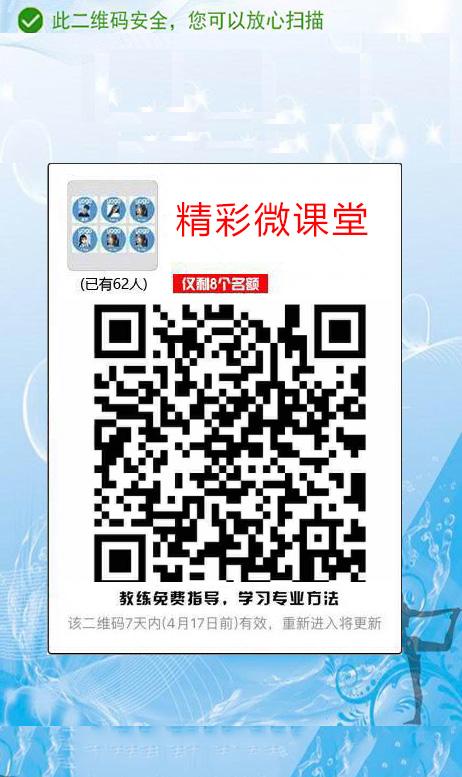 此二维码安全，您可以放心扫描
精彩微课堂
(已有62人)
仅剩8个名额
教练免费指导，学习专业方法
该二维码7天内(4月17日前)有效，重新进入将更新